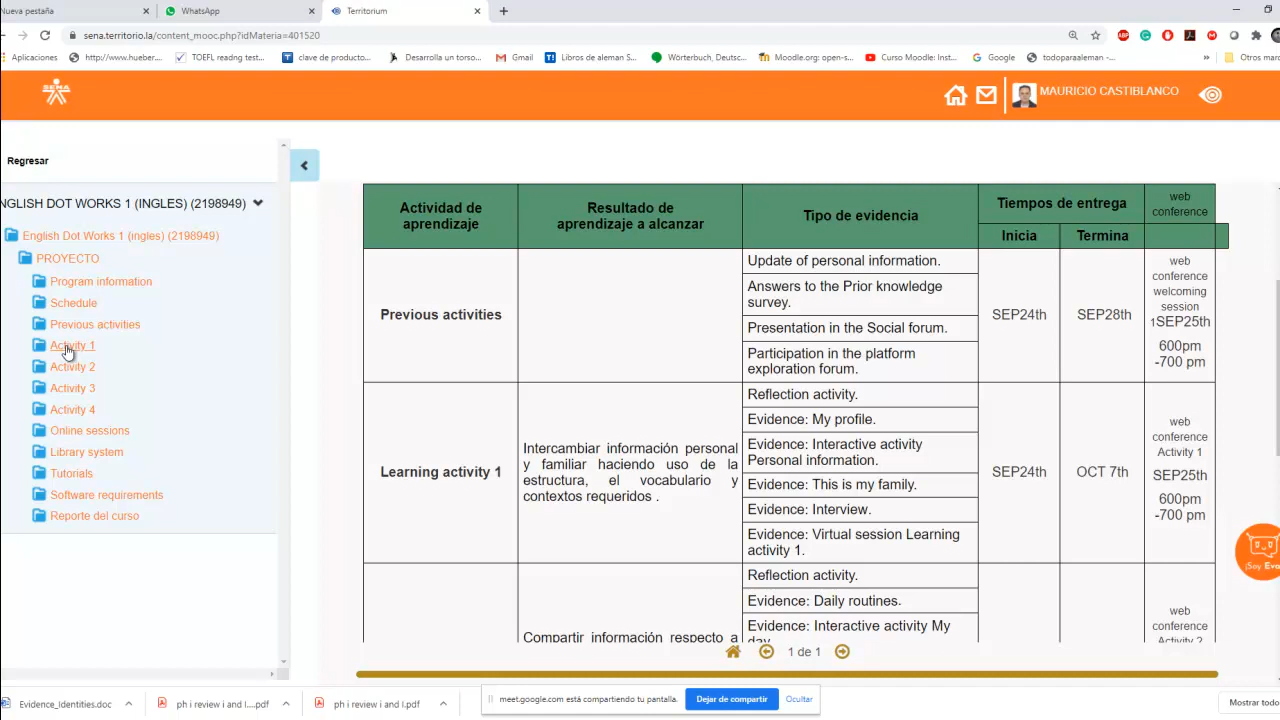 Nueva pestaña
WhatsApp
Territorium
sena.territorio.la/content_mooc.php?idMateria=401520
Aplicaciones
http://www.hueber....
TOEFL readng test...
clave de producto...
Desarrolla un torso...
Gmail
Libros de aleman S...
Wörterbuch, Deutsc...
Moodle.org: open-s...
Curso Moodle: Inst...
Google
todoparaaleman -...
Otros mar
SENA
MAURICIO CASTIBLANCO
Regresar
NGLISH DOT WORKS 1 (INGLES) (2198949)
English Dot Works 1 (ingles) (2198949)
PROYECTO
Program information
Schedule
Previous activities
Activity 1
Activity 2
Activity 3
Activity 4
Online sessions
Library system
Tutorials
Software requirements
Reporte del curso
Actividad de
aprendizaje
Resultado de
aprendizaje a alcanzar
Tipo de evidencia
Tiempos de entrega
Inicia
Termina
web
conference
Previous activities
Update of personal information.
Answers to the Prior knowledge
survey.
Presentation in the Social forum.
Participation in the platform
exploration forum.
SEP24th
SEP28th
web
conference
welcoming
session
1SEP25th
600pm
-700 pm
Learning activity 1
Intercambiar información personal
y familiar haciendo uso de la
estructura, el vocabulario y
contextos requeridos .
Reflection activity.
Evidence: My profile.
Evidence: Interactive activity
Personal information.
Evidence: This is my family.
Evidence: Interview.
Evidence: Virtual session Learning
activity 1.
SEP24th
OCT 7th
web
conference
Activity 1
SEP25th
600pm
-700 pm
Compartir información respecto a
Reflection activity.
Evidence: Daily routines.
Evidence: Interactive activity My
day.
web
conference
Activity 2
1 de 1
¡Soy Eva
Evidence_Identities.doc
ph i review i and I....pdf
ph i review i and I.pdf
meet.google.com está compartiendo tu pantalla.
Dejar de compartir
Ocultar
Mostrar todo